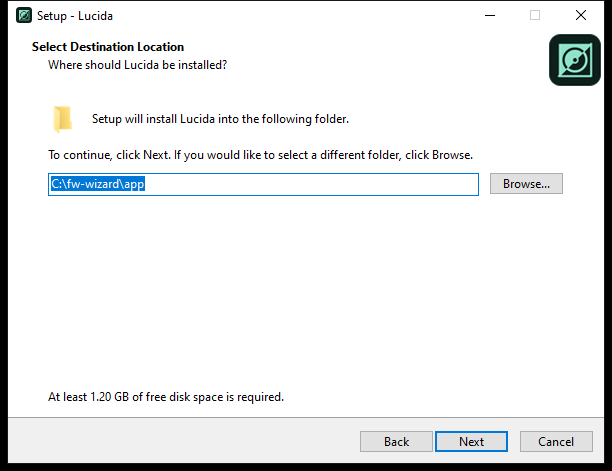 Setup - Lucida
Select Destination Location
Where should Lucida be installed?
Setup will install Lucida into the following folder.
To continue, click Next. If you would like to select a different folder, click Browse.
C:\fw-wizard\app
Browse...
At least 1.20 GB of free disk space is required.
Back
Next
Cancel